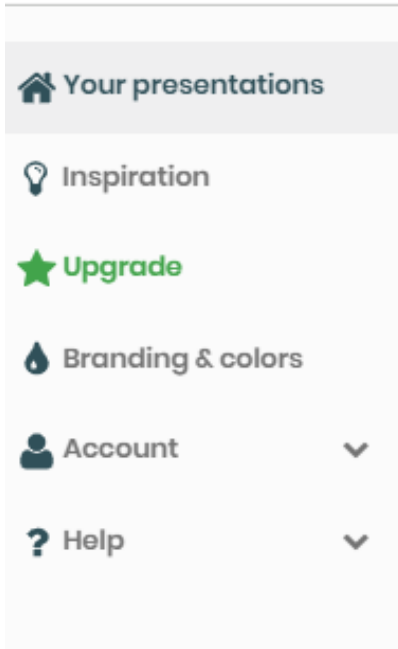 Your presentations
Inspiration
Upgrade
Branding & colors
Account
Help